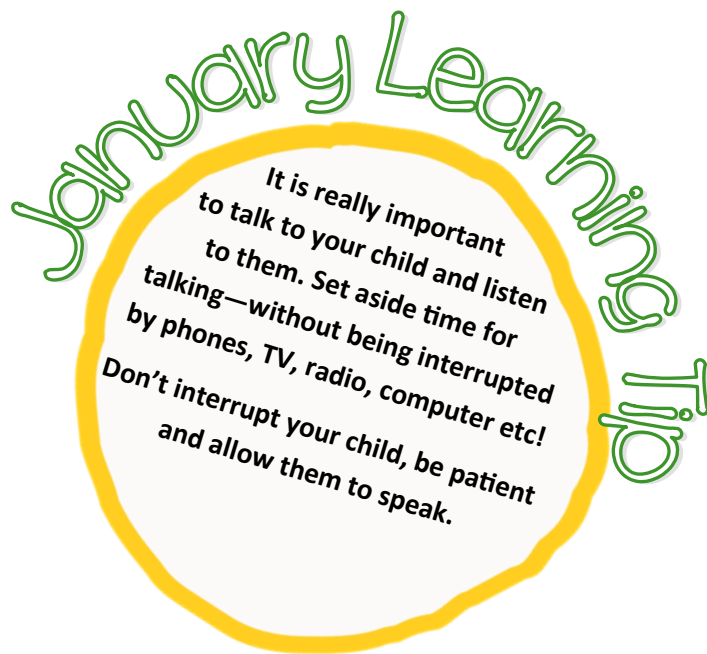 January Learning Tip
It is really important
to talk to your child and listen
to them. Set aside time for
talking—without being interrupted
by phones, TV, radio, computer etc!
Don’t interrupt your child, be patient
and allow them to speak.